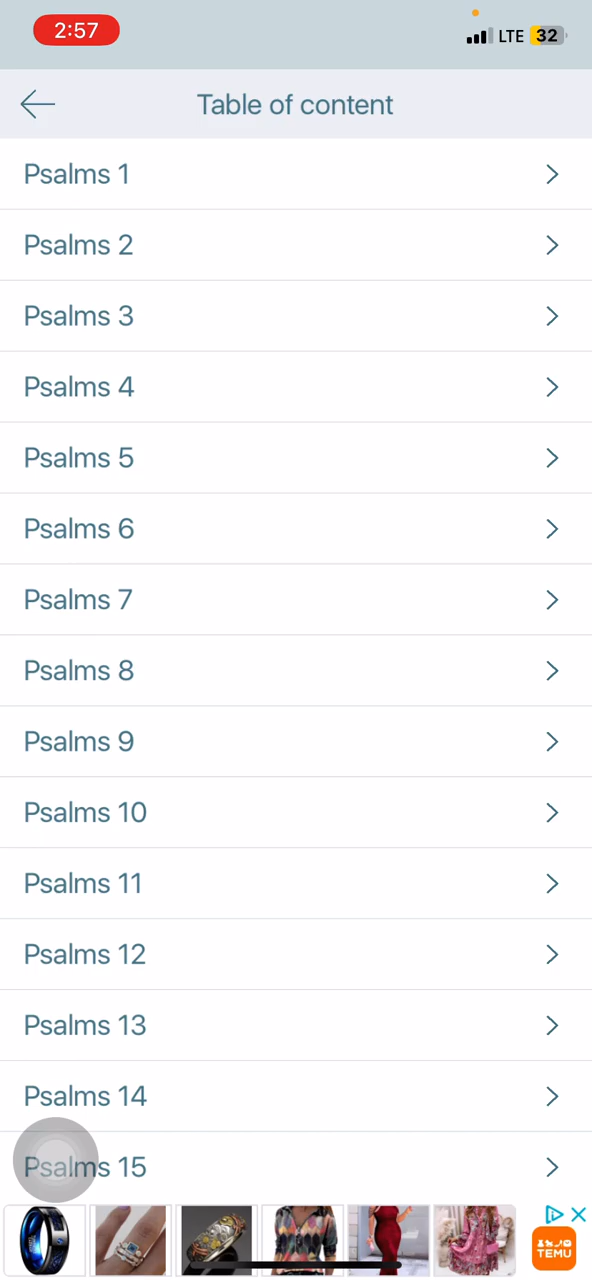 2:57
LTE 32
Table of content
Psalms 1
Psalms 2
Psalms 3
Psalms 4
Psalms 5
Psalms 6
Psalms 7
Psalms 8
Psalms 9
Psalms 10
Psalms 11
Psalms 12
Psalms 13
Psalms 14
Psalms 15
TEMU